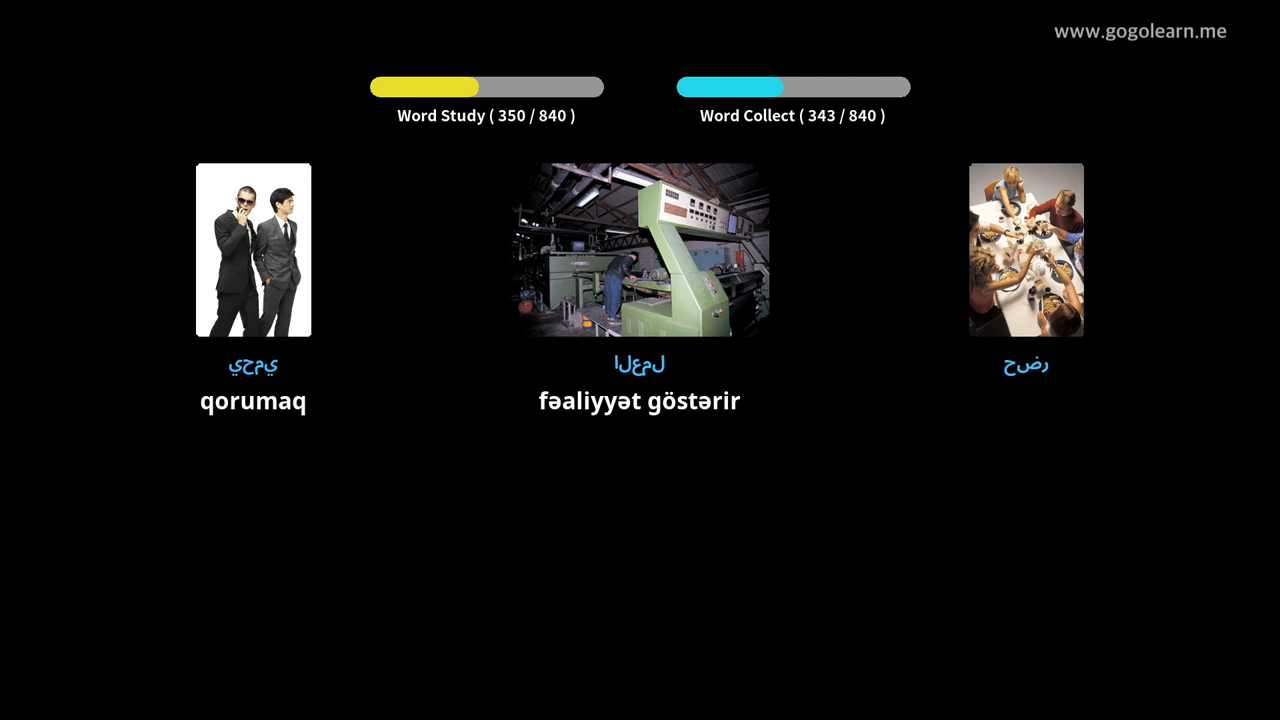 www.gogolearn.me
Word Study ( 350 / 840 )
Word Collect ( 343 / 840 )
يحمي
العمل
حضر
qorumaq
fəaliyyət göstərir